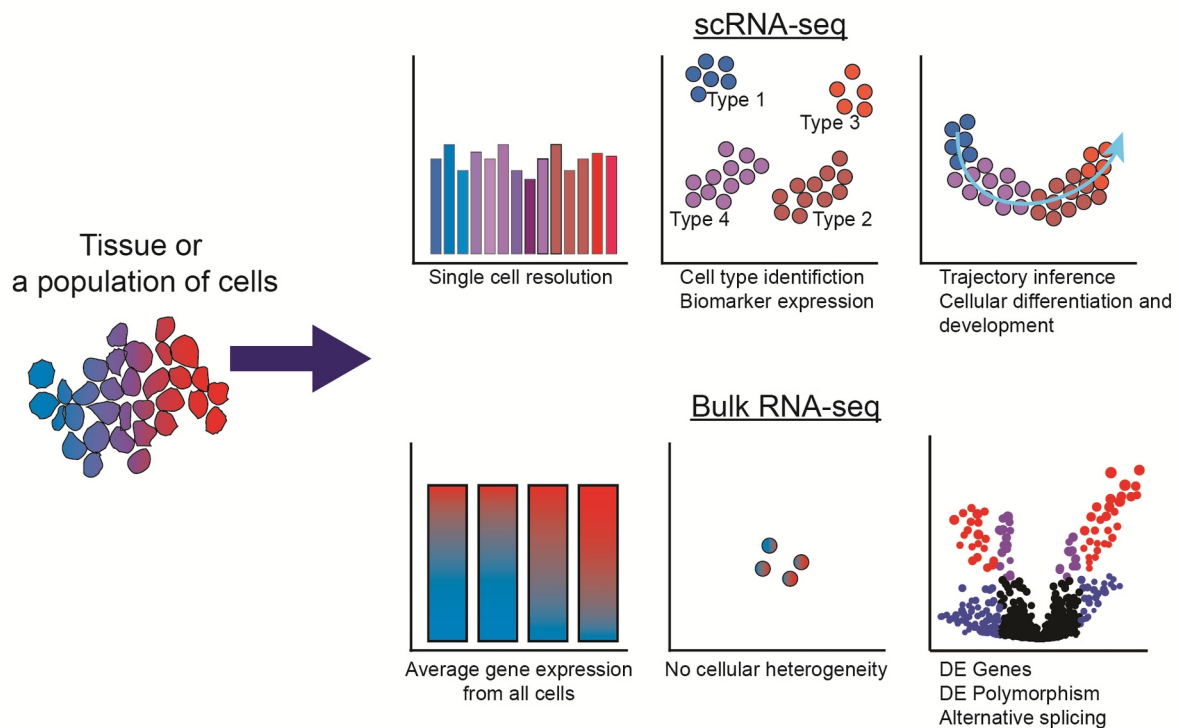 scRNA-seq
Type 1
Type 3
Type 4
Type 2
Single cell resolution
Cell type identifiction
Biomarker expression
Trajectory inference
Cellular differentiation and
development
Tissue or
a population of cells
Bulk RNA-seq
Average gene expression
from all cells
No cellular heterogeneity
DE Genes
DE Polymorphism
Alternative splicing